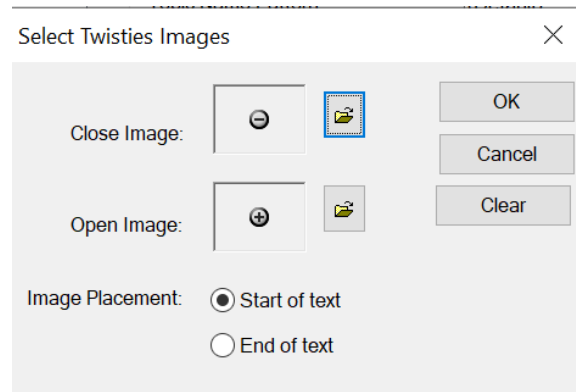 Select Twisties Images
Close Image:
OK
Cancel
Open Image:
Clear
Image Placement:
Start of text
End of text